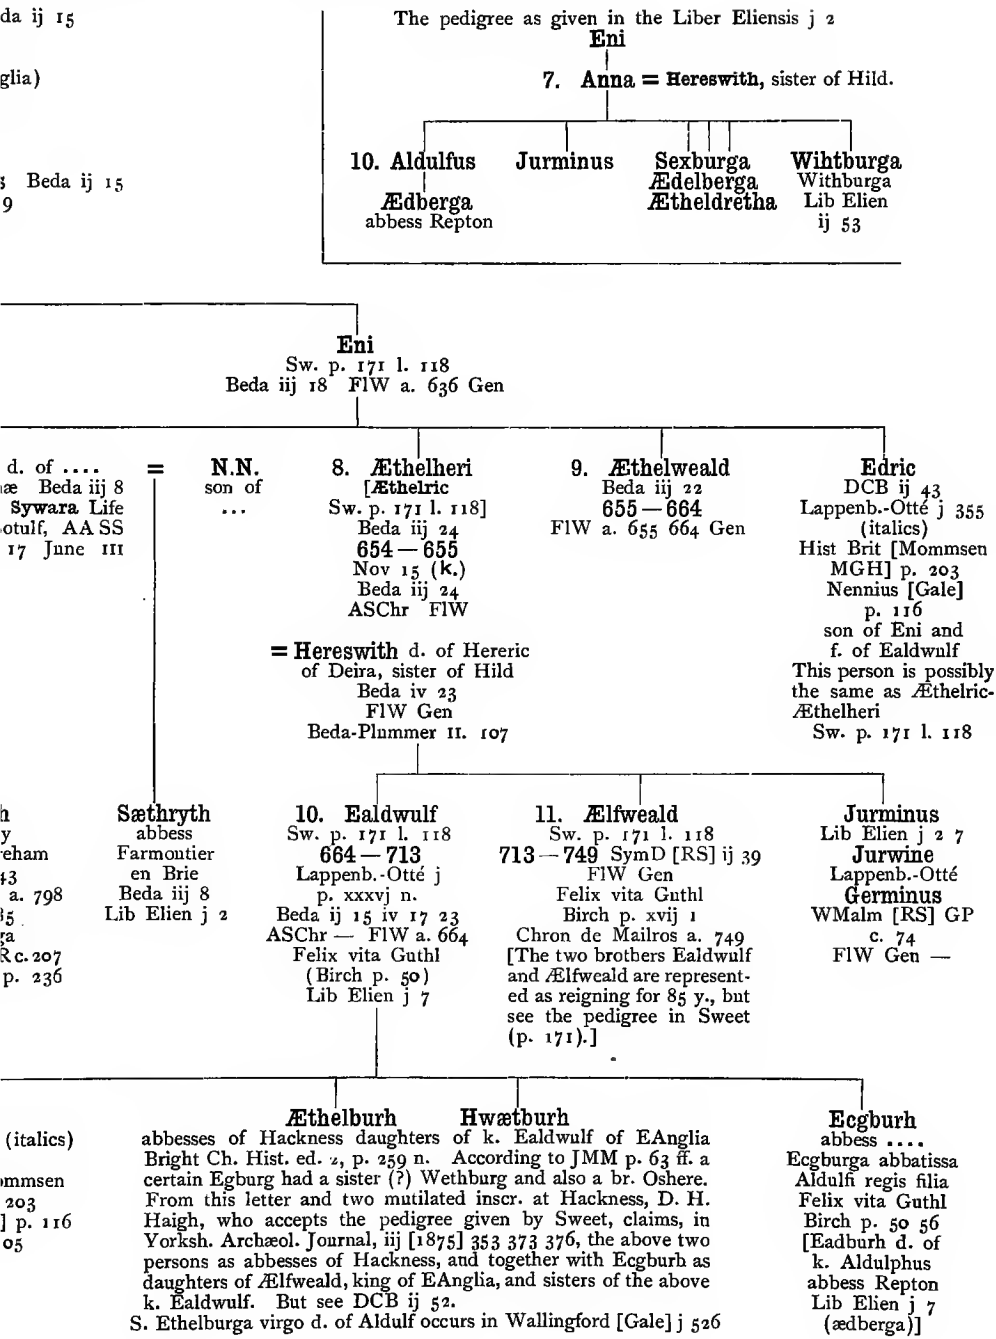 da ij 15
glia)
Beda ij 15
9
The pedigree as given in the Liber Eliensis j 2
Eni
7. Anna = Hereswith, sister of Hild.
10. Aldulfus
Ædberga
abbess Repton
Jurminus
Sexburga
Ædelberga
Ætheldretha
Wihtburga
Withburga
Lib Elien
ij 53
Eni
Sw. p. 171 l. 118
Beda iij 18 FlW a. 636 Gen
d. of ....
æ Beda iij 8
Sywara Life
otulf, AA SS
17 June III
=
N.N.
son of
...
8. Æthelheri
[Æthelric
Sw. p. 171 l. 118]
Beda iij 24
654—655
Nov 15 (k.)
Beda iij 24
ASChr FlW
= Hereswith d. of Hereric
of Deira, sister of Hild
Beda iv 23
FlW Gen
Beda-Plummer II. 107
9. Æthelweald
Beda iij 22
655—664
FlW a. 655 664 Gen
Edric
DCB ij 43
Lappenb.-Otté j 355
(italics)
Hist Brit [Mommsen
MGH] p. 203
Nennius [Gale]
p. 116
son of Eni and
f. of Ealdwulf
This person is possibly
the same as Æthelric-
Æthelheri
Sw. p. 171 l. 118
h
y
eham
43
a. 798
35
ga
R c. 207
p. 236
Sæthryth
abbess
Farmoutier
en Brie
Beda iij 8
Lib Elien j 2
10. Ealdwulf
Sw. p. 171 l. 118
664—713
Lappenb.-Otté j
p. xxxvj n.
Beda ij 15 iv 17 23
ASChr — FlW a. 664
Felix vita Guthl
(Birch p. 50)
Lib Elien j 7
11. Ælfweald
Sw. p. 171 l. 118
713—749 SymD [RS] ij 39
FlW Gen
Felix vita Guthl
Birch p. xvij 1
Chron de Mailros a. 749
[The two brothers Ealdwulf
and Ælfweald are represent-
ed as reigning for 85 y., but
see the pedigree in Sweet
(p. 171).]
Jurminus
Lib Elien j 2 7
Jurwine
Lappenb.-Otté
Germinus
WMalm [RS] GP
c. 74
FlW Gen —
(italics)
mmsen
203
] p. 116
05
Æthelburh Hwætburh
abbesses of Hackness daughters of k. Ealdwulf of EAnglia
Bright Ch. Hist. ed. 2, p. 259 n. According to JMM p. 63 ff. a
certain Egburg had a sister (?) Wethburg and also a br. Oshere.
From this letter and two mutilated inscr. at Hackness, D. H.
Haigh, who accepts the pedigree given by Sweet, claims, in
Yorksh. Archæol. Journal, iij [1875] 353 373 376, the above two
persons as abbesses of Hackness, and together with Ecgburh as
daughters of Ælfweald, king of EAnglia, and sisters of the above
k. Ealdwulf. But see DCB ij 52.
S. Ethelburga virgo d. of Aldulf occurs in Wallingford [Gale] j 526
Ecgburh
abbess ....
Ecgburga abbatissa
Aldulfi regis filia
Felix vita Guthl
Birch p. 50 56
[Eadburh d. of
k. Aldulphus
abbess Repton
Lib Elien j 7
(ædberga)]